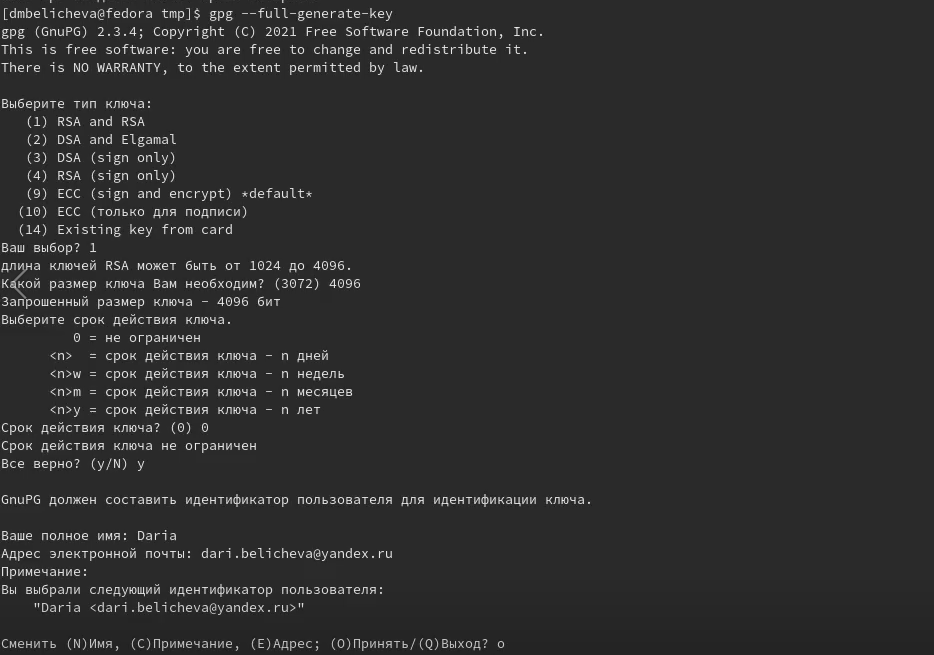 [dmbelicheva@fedora tmp]$ gpg --full-generate-key
gpg (GnuPG) 2.3.4; Copyright (C) 2021 Free Software Foundation, Inc.
This is free software: you are free to change and redistribute it.
There is NO WARRANTY, to the extent permitted by law.

Выберите тип ключа:
   (1) RSA and RSA
   (2) DSA and Elgamal
   (3) DSA (sign only)
   (4) RSA (sign only)
   (9) ECC (sign and encrypt) *default*
  (10) ECC (только для подписи)
  (14) Existing key from card
Ваш выбор? 1
длина ключей RSA может быть от 1024 до 4096.
Какой размер ключа Вам необходим? (3072) 4096
Запрошенный размер ключа - 4096 бит
Выберите срок действия ключа.
         0 = не ограничен
      <n>  = срок действия ключа - n дней
      <n>w = срок действия ключа - n недель
      <n>m = срок действия ключа - n месяцев
      <n>y = срок действия ключа - n лет
Срок действия ключа? (0) 0
Срок действия ключа не ограничен
Все верно? (y/N) y

GnuPG должен составить идентификатор пользователя для идентификации ключа.

Ваше полное имя: Daria
Адрес электронной почты: dari.belicheva@yandex.ru
Примечание:
Вы выбрали следующий идентификатор пользователя:
    "Daria <dari.belicheva@yandex.ru>"

Сменить (N)Имя, (C)Примечание, (E)Адрес; (O)Принять/(Q)Выход? o